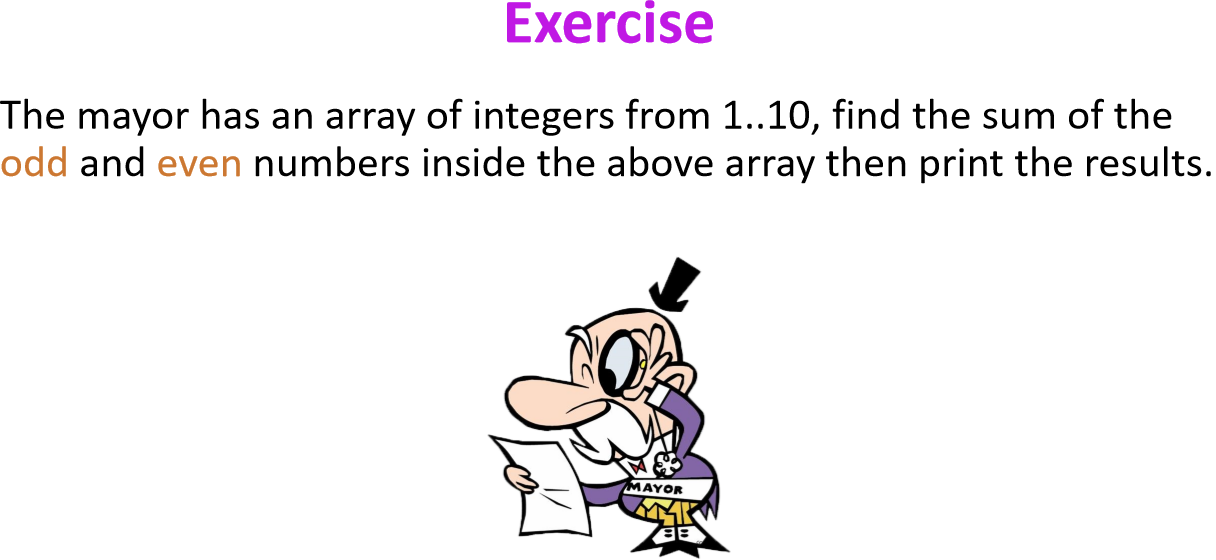 Exercise
The mayor has an array of integers from 1..10, find the sum of the
odd and even numbers inside the above array then print the results.
MAYOR